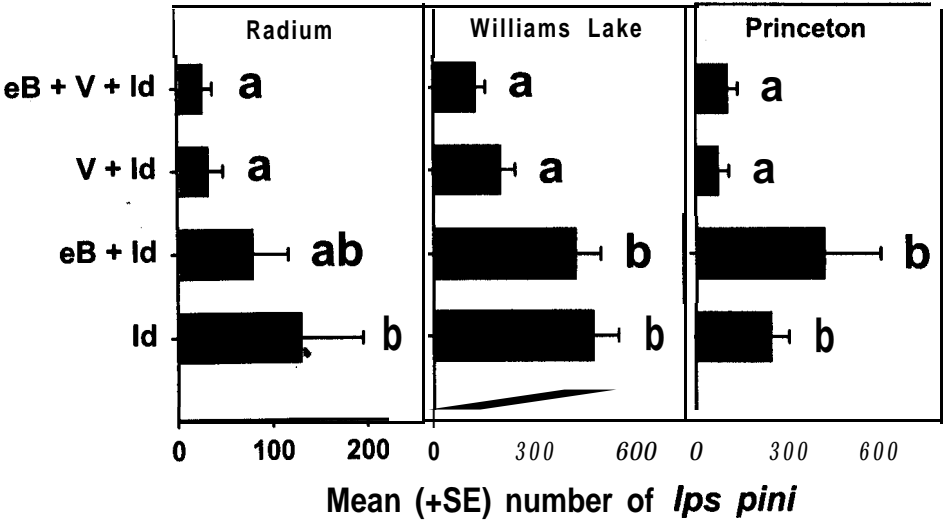 Radium Williams Lake Princeton
eB + V + Id a a a
V + Id a a a
eB + Id ab b b
Id b b b
0 100 200 0 300 600 0 300 600
Mean (+SE) number of Ips pini